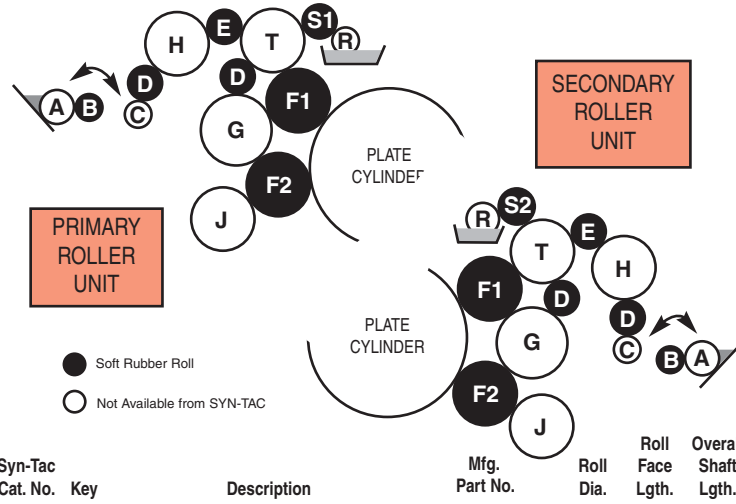 S1
E
H
T
R
D
D
A
B
C
F1
G
PLATE
CYLINDER
F2
J
SECONDARY
ROLLER
UNIT
PRIMARY
ROLLER
UNIT
R
S2
E
T
H
F1
D
D
PLATE
CYLINDER
G
C
B
A
F2
J
Soft Rubber Roll
Not Available from SYN-TAC
Syn-Tac
Cat. No.
Key
Description
Mfg.
Part No.
Roll
Dia.
Roll
Face
Lgth.
Overa
Shaft
Lgth.